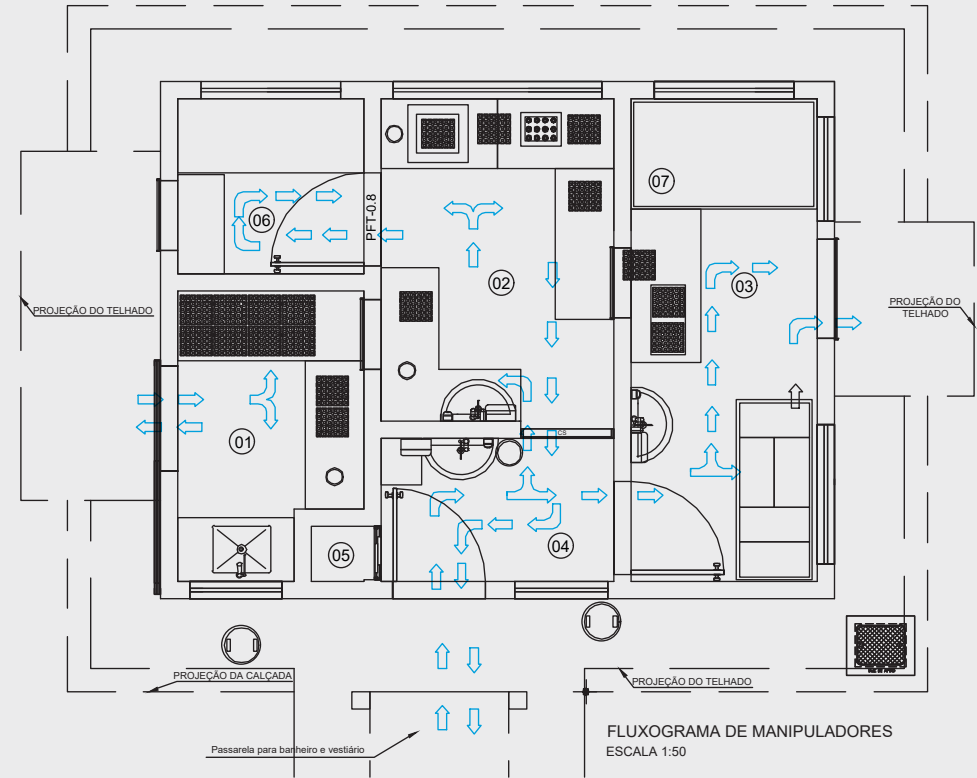 06
PFT-0.8
07
02
03
PROJEÇÃO DO TELHADO
PROJEÇÃO DO
TELHADO
01
CS
04
05
PROJEÇÃO DA CALÇADA
PROJEÇÃO DO TELHADO
FLUXOGRAMA DE MANIPULADORES
ESCALA 1:50
Passarela para banheiro e vestiário